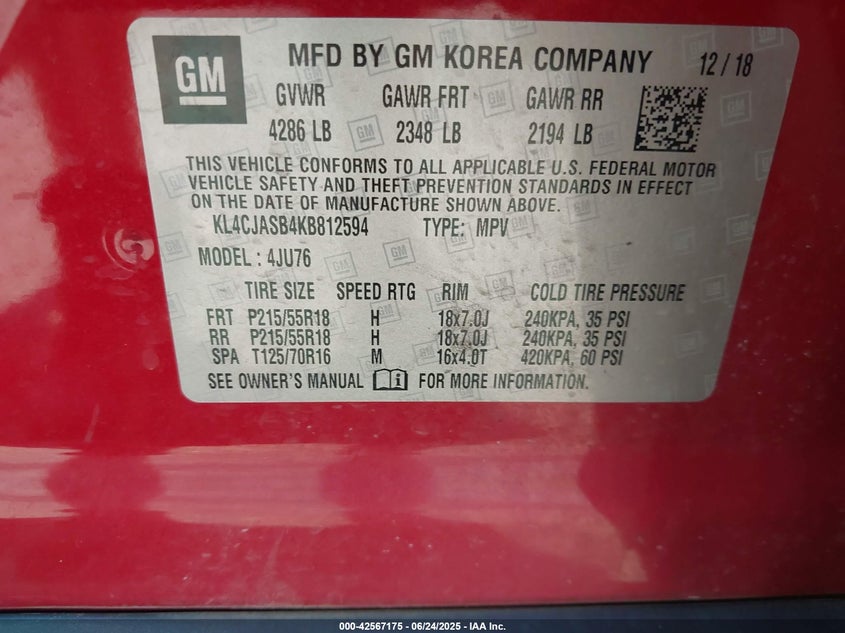 GM MFD BY GM KOREA COMPANY 12/18
GVWR GAWR FRT GAWR RR
4286 LB 2348 LB 2194 LB
THIS VEHICLE CONFORMS TO ALL APPLICABLE U.S. FEDERAL MOTOR
VEHICLE SAFETY AND THEFT PREVENTION STANDARDS IN EFFECT
ON THE DATE OF MANUFACTURE SHOWN ABOVE.
KL4CJASB4KB812594 TYPE: MPV
MODEL : 4JU76
TIRE SIZE SPEED RTG RIM COLD TIRE PRESSURE
FRT P215/55R18 H 18x7.0J 240KPA, 35 PSI
RR P215/55R18 H 18x7.0J 240KPA, 35 PSI
SPA T125/70R16 M 16x4.0T 420KPA, 60 PSI
SEE OWNER'S MANUAL FOR MORE INFORMATION.
000-42567175 - 06/24/2025 - IAA Inc.